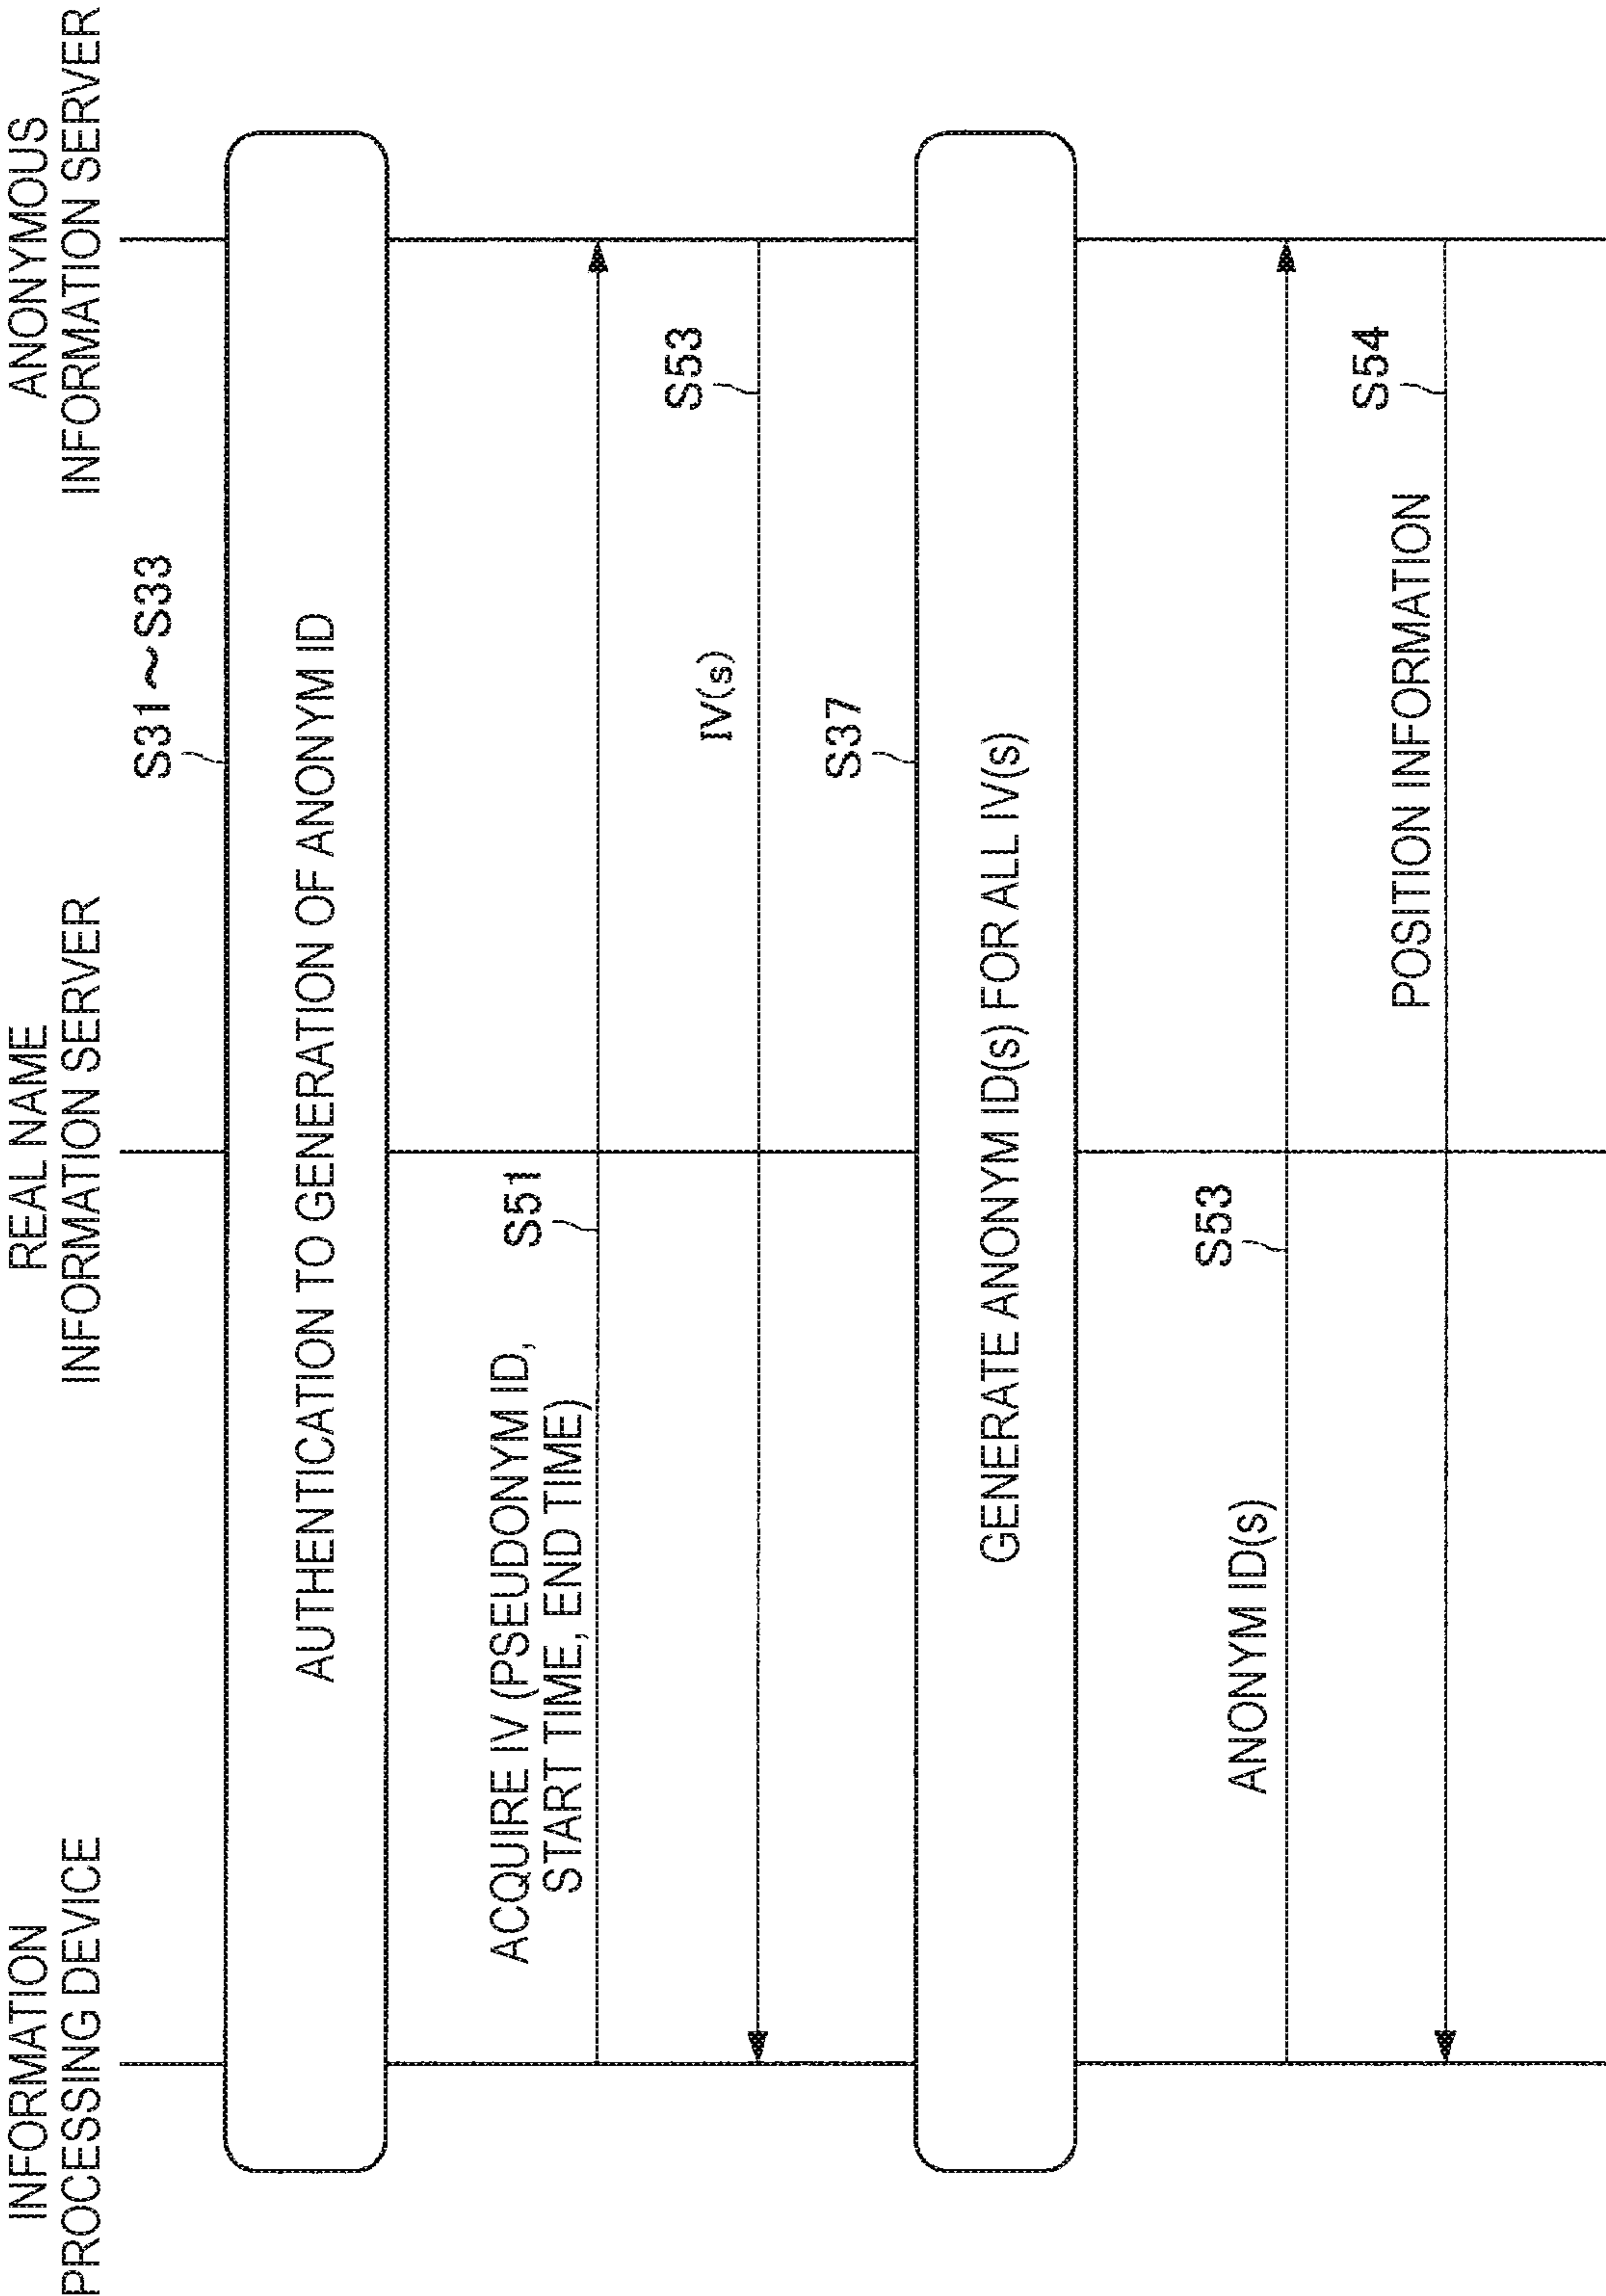 INFORMATION
PROCESSING DEVICE
REAL NAME
INFORMATION SERVER
ANONYMOUS
INFORMATION SERVER
S31~S33
AUTHENTICATION TO GENERATION OF ANONYM ID
ACQUIRE IV (PSEUDONYM ID,
START TIME, END TIME)
S51
S53
IV(s)
S37
GENERATE ANONYM ID(s) FOR ALL IV(s)
ANONYM ID(s)
S53
S54
POSITION INFORMATION